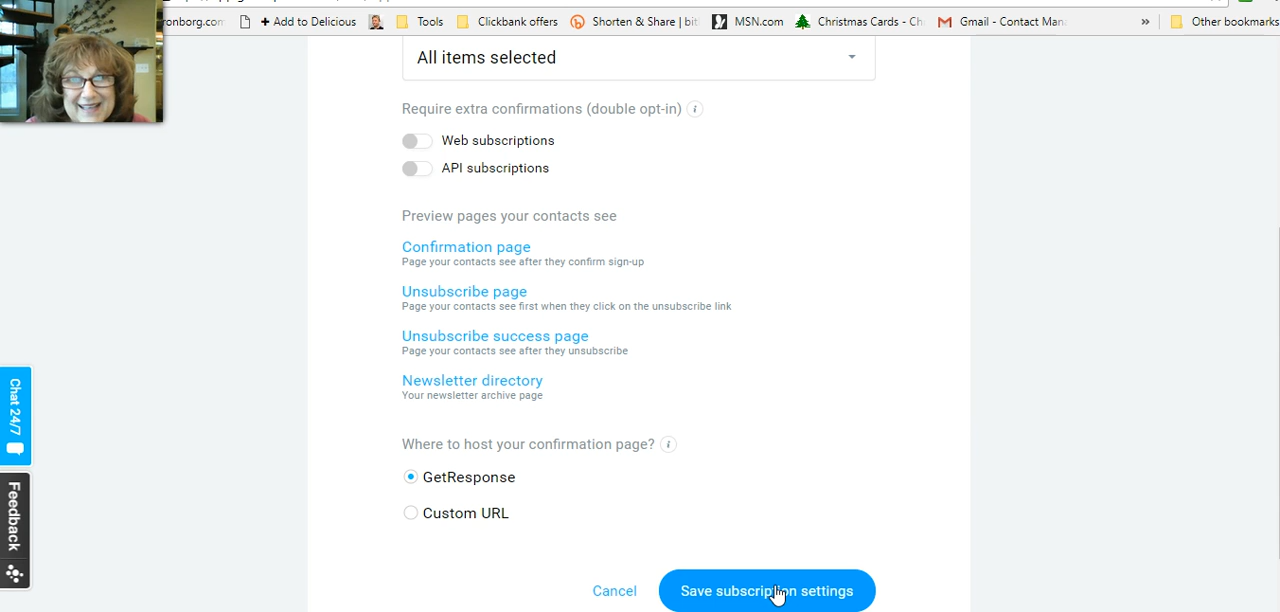 ronborg.com + Add to Delicious Tools Clickbank offers Shorten & Share | bit MSN.com Christmas Cards - Ch Gmail - Contact Man » Other bookmarks
All items selected
Require extra confirmations (double opt-in) i
Web subscriptions
API subscriptions
Preview pages your contacts see
Confirmation page
Page your contacts see after they confirm sign-up
Unsubscribe page
Page your contacts see first when they click on the unsubscribe link
Unsubscribe success page
Page your contacts see after they unsubscribe
Newsletter directory
Your newsletter archive page
Chat 24/7
Where to host your confirmation page? i
GetResponse
Feedback
Custom URL
Cancel Save subscription settings